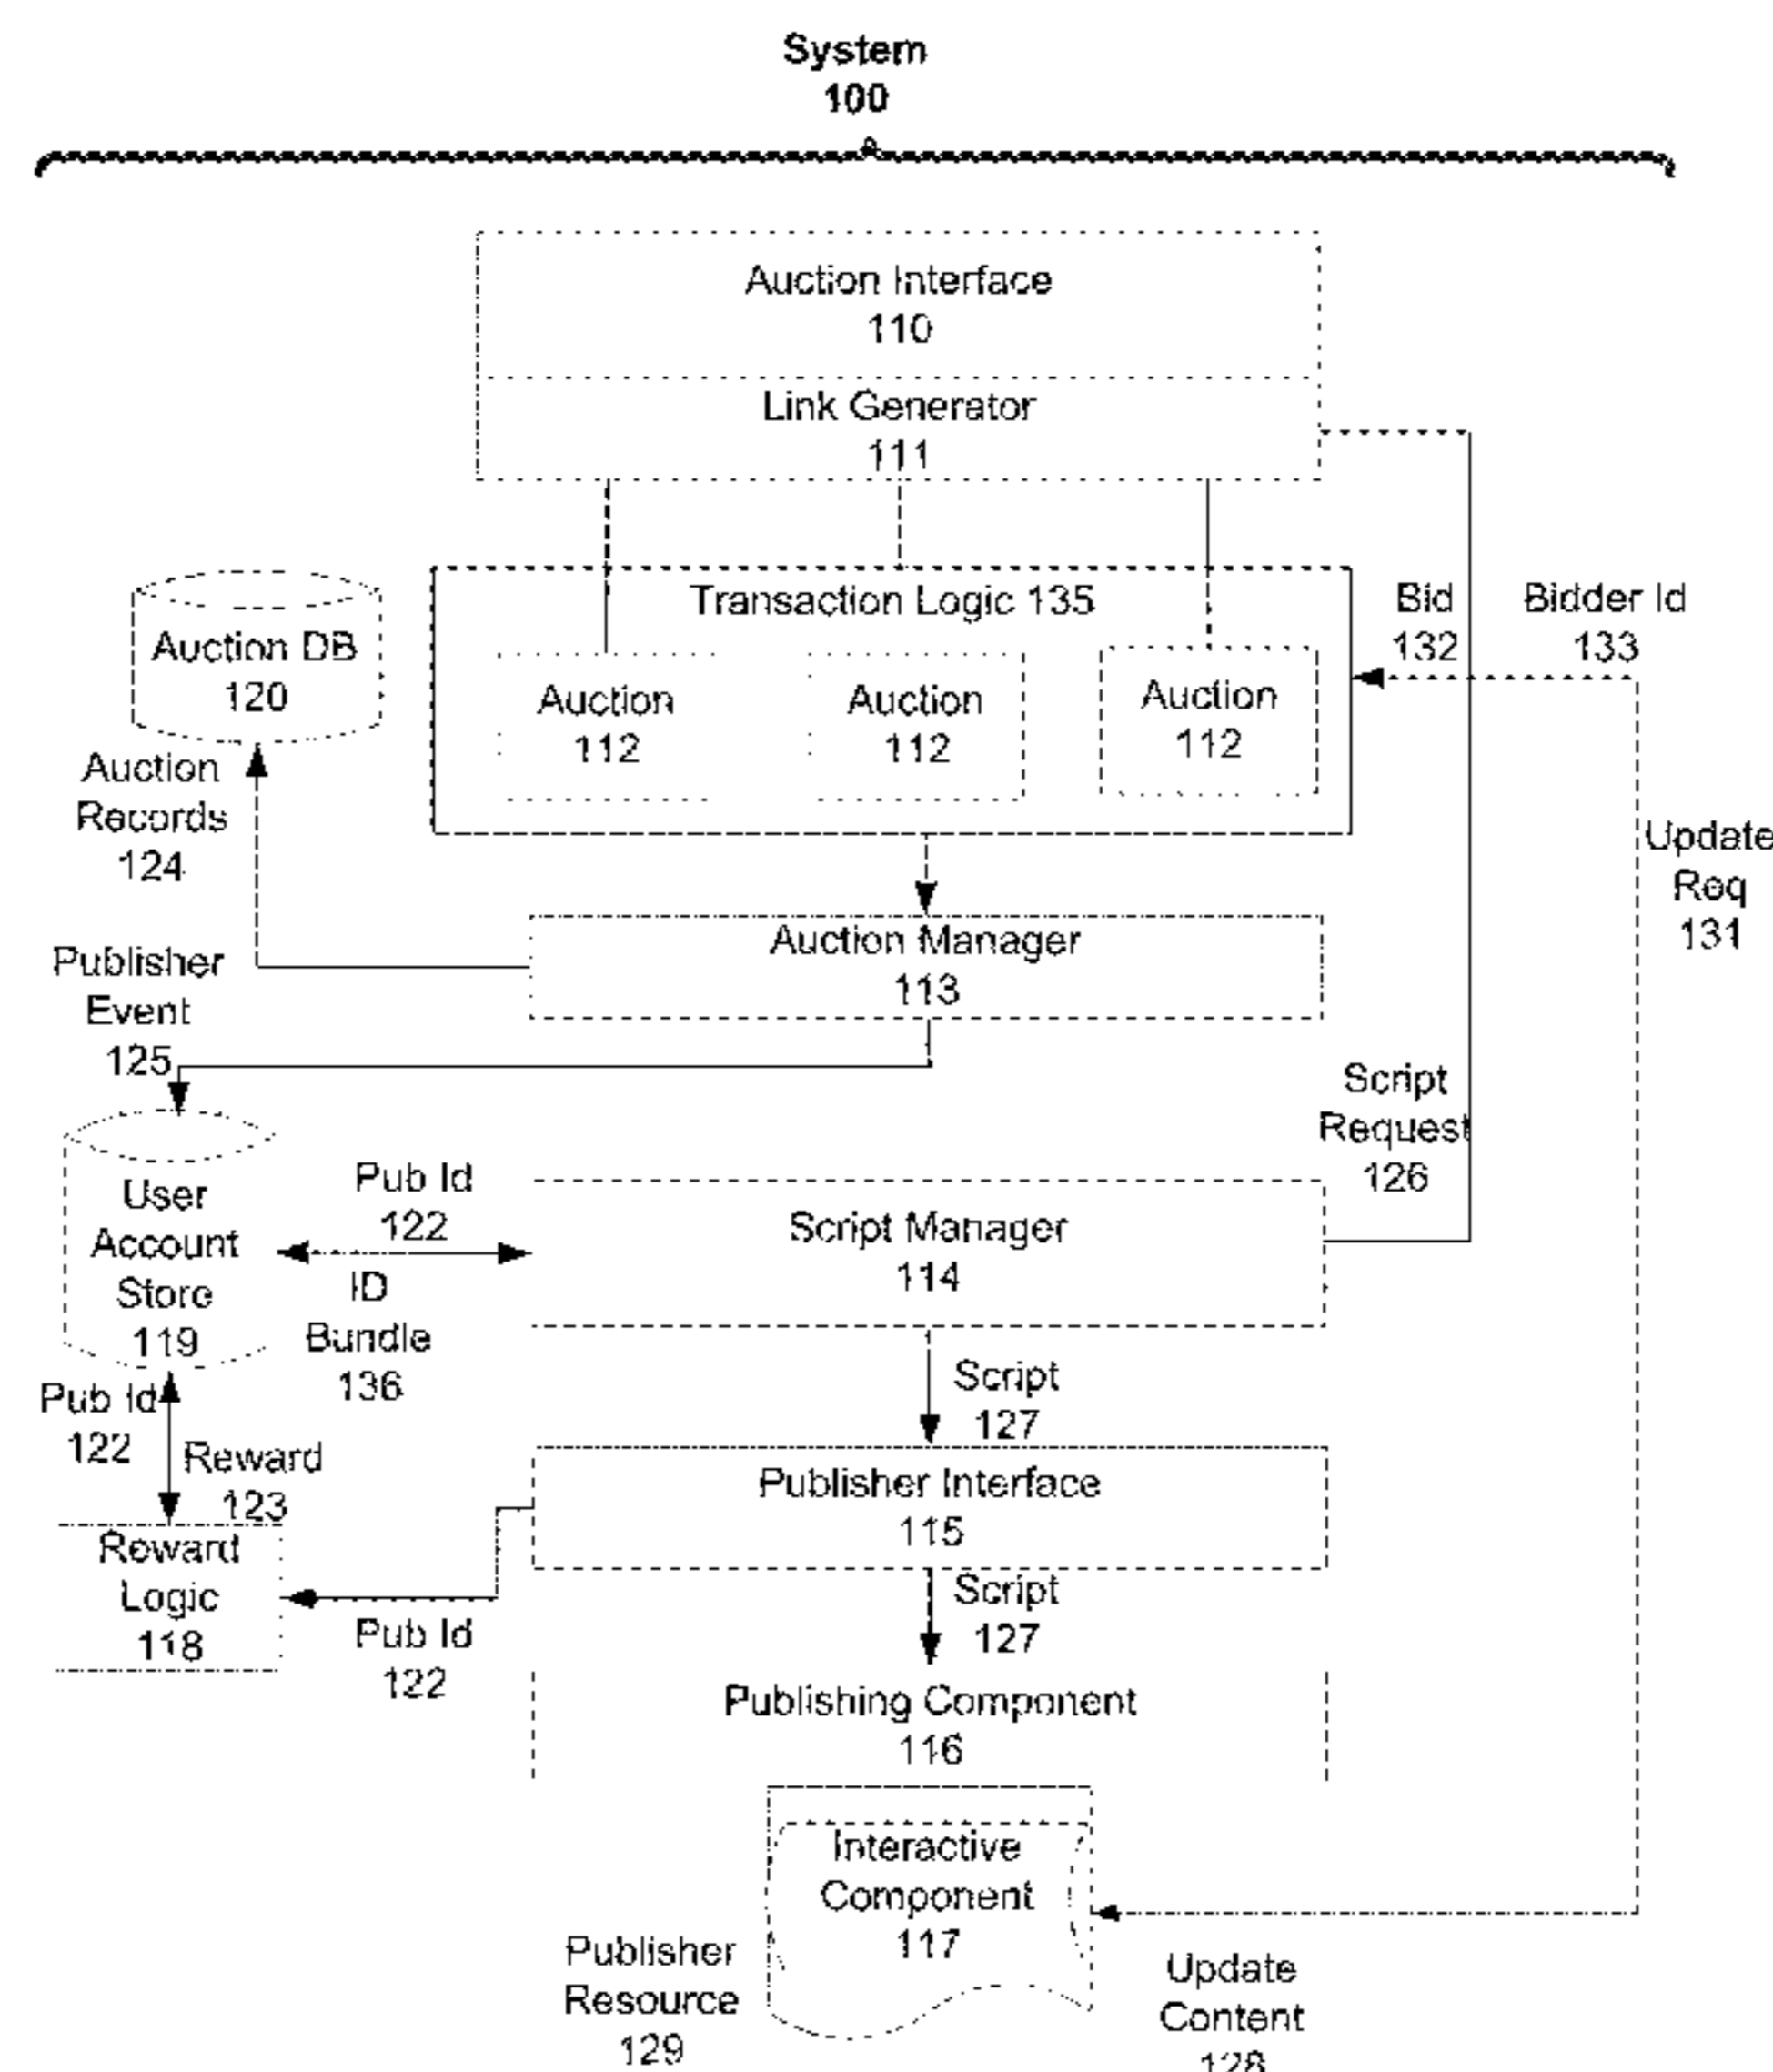 System
100
Auction Interface
110
Link Generator
111
Transaction Logic 135
Bid
132
Bidder Id
133
Auction DB
120
Auction
112
Auction
112
Auction
112
Auction
Records
124
Update
Req
131
Auction Manager
113
Publisher
Event
125
Script
Request
126
User
Account
Store
119
Pub Id
122
ID
Bundle
136
Script Manager
114
Script
127
Pub Id
122
Reward
123
Publisher Interface
115
Reward
Logic
118
Pub Id
122
Script
127
Publishing Component
116
Interactive
Component
117
Publisher
Resource
129
Update
Content
128